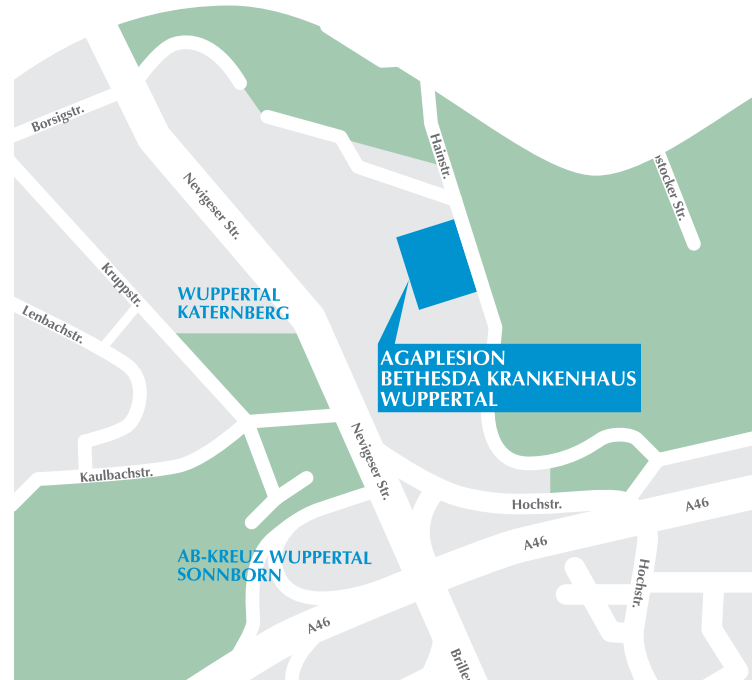 Borsigstr.
Hainstr.
stocker Str.
Nevigeser Str.
Kruppstr.
WUPPERTAL
KATERNBERG
Lenbachstr.
AGAPLESION
BETHESDA KRANKENHAUS
WUPPERTAL
Nevigeser Str.
Kaulbachstr.
Hochstr.
A46
A46
AB-KREUZ WUPPERTAL
SONNBORN
Hochstr.
A46
Brille